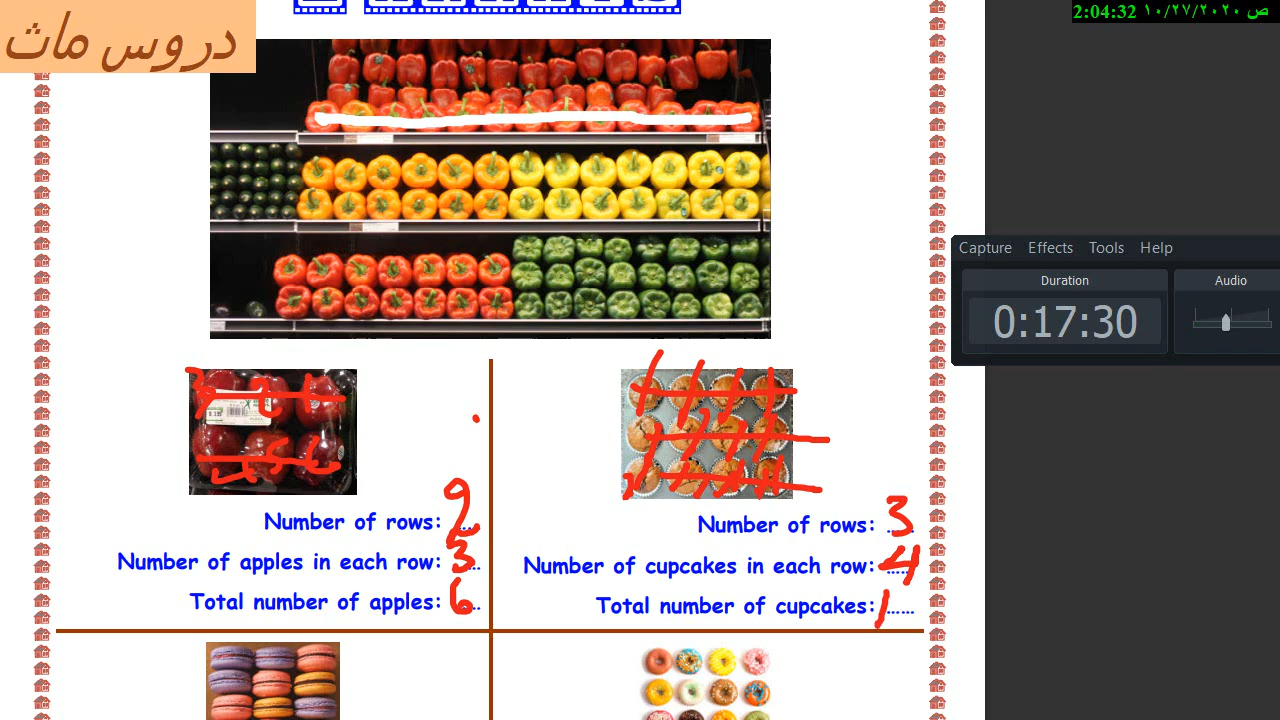 دروس ماث
2:04:32 ١٠/٢٧/٢٠٢٠ ص
Capture Effects Tools Help
Duration Audio
0:17:30
Number of rows: 2
Number of apples in each row: 3
Total number of apples: 6
Number of rows: 3
Number of cupcakes in each row: 4
Total number of cupcakes: 1